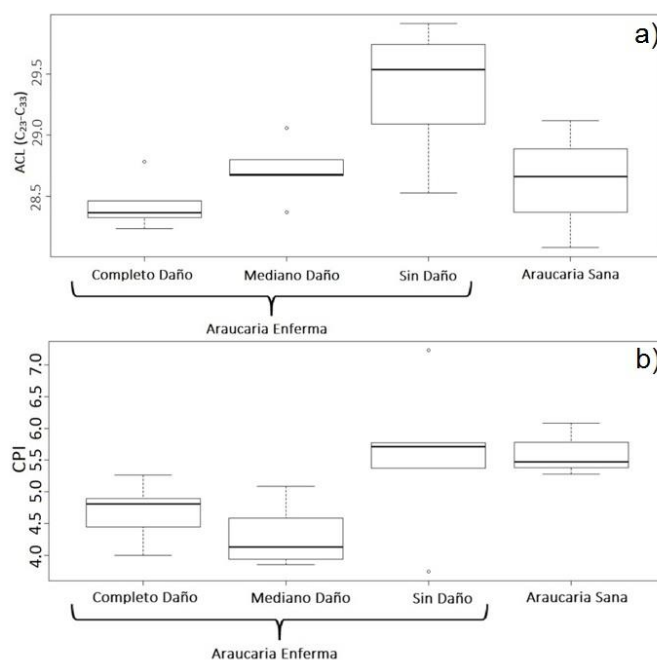 a)
ACL (C₂₃-C₃₃)
29.5
29.0
28.5
Completo Daño Mediano Daño Sin Daño Araucaria Sana
Araucaria Enferma
b)
CPI
7.0
6.5
6.0
5.5
5.0
4.5
4.0
Completo Daño Mediano Daño Sin Daño Araucaria Sana
Araucaria Enferma